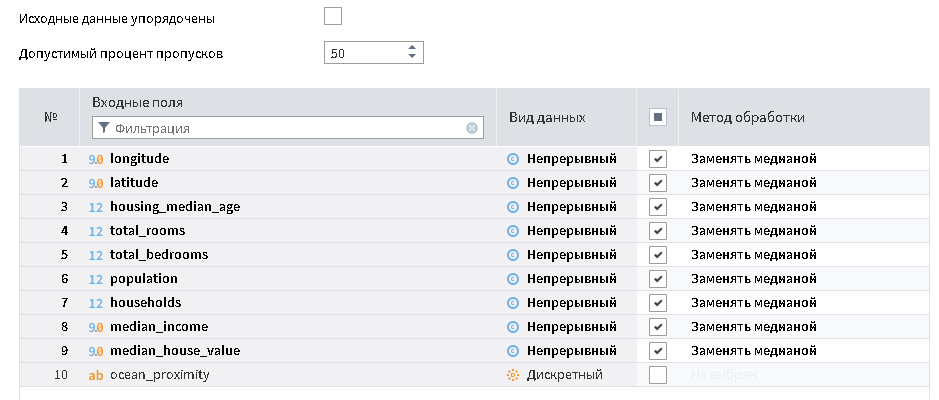 Исходные данные упорядочены
Допустимый процент пропусков 50
№ Входные поля Вид данных Метод обработки
Фильтрация
1 9.0 longitude Непрерывный Заменять медианой
2 9.0 latitude Непрерывный Заменять медианой
3 12 housing_median_age Непрерывный Заменять медианой
4 12 total_rooms Непрерывный Заменять медианой
5 12 total_bedrooms Непрерывный Заменять медианой
6 12 population Непрерывный Заменять медианой
7 12 households Непрерывный Заменять медианой
8 9.0 median_income Непрерывный Заменять медианой
9 9.0 median_house_value Непрерывный Заменять медианой
10 ab ocean_proximity Дискретный Не выбран